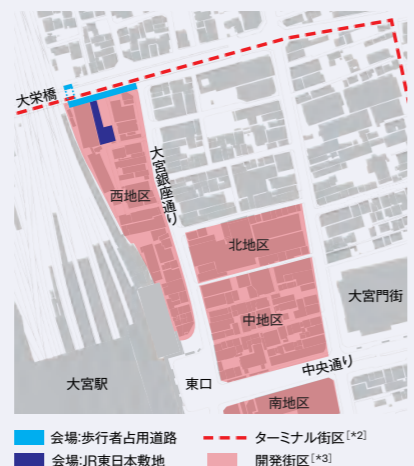 大栄橋
大宮銀座通り
西地区
北地区
中地区
大宮門街
中央通り
大宮駅
東口
南地区
会場:歩行者占用道路
ターミナル街区[*2]
会場:JR東日本敷地
開発街区[*3]